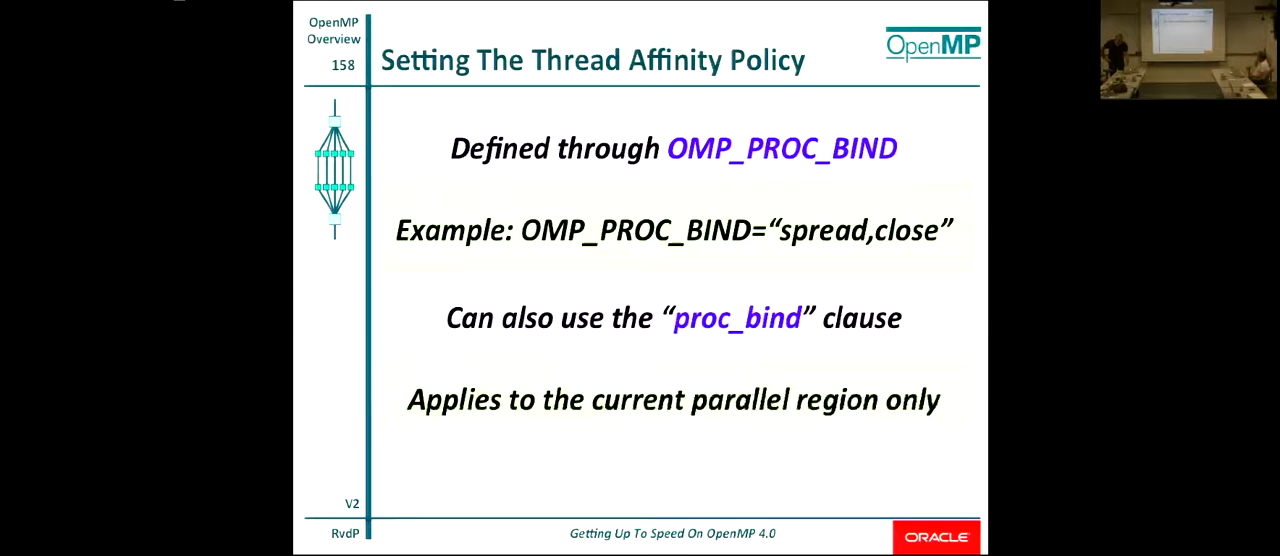 OpenMP
Overview
158
Setting The Thread Affinity Policy
OpenMP
Defined through OMP_PROC_BIND
Example: OMP_PROC_BIND=“spread,close”
Can also use the “proc_bind” clause
Applies to the current parallel region only
V2
RvdP
Getting Up To Speed On OpenMP 4.0
ORACLE